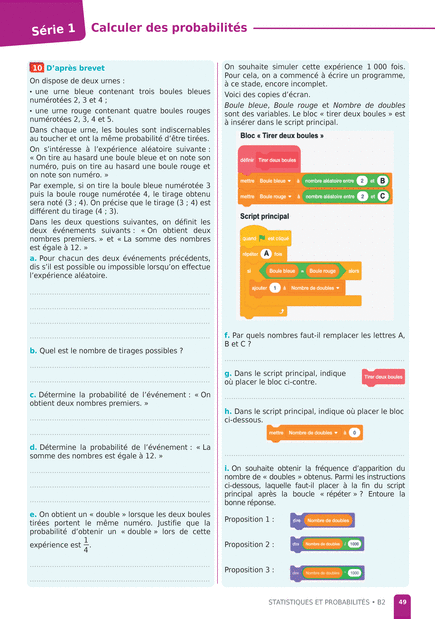 Série 1
Calculer des probabilités
10 D'après brevet
On dispose de deux urnes :
• une urne bleue contenant trois boules bleues
numérotées 2, 3 et 4 ;
• une urne rouge contenant quatre boules rouges
numérotées 2, 3, 4 et 5.
Dans chaque urne, les boules sont indiscernables
au toucher et ont la même probabilité d'être tirées.
On s'intéresse à l'expérience aléatoire suivante :
« On tire au hasard une boule bleue et on note son
numéro, puis on tire au hasard une boule rouge et
on note son numéro. »
Par exemple, si on tire la boule bleue numérotée 3
puis la boule rouge numérotée 4, le tirage obtenu
sera noté (3 ; 4). On précise que le tirage (3 ; 4) est
différent du tirage (4 ; 3).
Dans les deux questions suivantes, on définit les
deux événements suivants : « On obtient deux
nombres premiers. » et « La somme des nombres
est égale à 12. »
a. Pour chacun des deux événements précédents,
dis s'il est possible ou impossible lorsqu'on effectue
l'expérience aléatoire.
b. Quel est le nombre de tirages possibles ?
c. Détermine la probabilité de l'événement : « On
obtient deux nombres premiers. »
d. Détermine la probabilité de l'événement : « La
somme des nombres est égale à 12. »
e. On obtient un « double » lorsque les deux boules
tirées portent le même numéro. Justifie que la
probabilité d'obtenir un « double » lors de cette
expérience est 1/4.
On souhaite simuler cette expérience 1 000 fois.
Pour cela, on a commencé à écrire un programme,
à ce stade, encore incomplet.
Voici des copies d'écran.
Boule bleue, Boule rouge et Nombre de doubles
sont des variables. Le bloc « tirer deux boules » est
à insérer dans le script principal.
Bloc « Tirer deux boules »
définir Tirer deux boules
mettre Boule bleue à nombre aléatoire entre 2 et B
mettre Boule rouge à nombre aléatoire entre 2 et C
Script principal
quand est cliqué
répéter A fois
si Boule bleue = Boule rouge alors
ajouter 1 à Nombre de doubles
f. Par quels nombres faut-il remplacer les lettres A,
B et C ?
g. Dans le script principal, indique
où placer le bloc ci-contre.
Tirer deux boules
h. Dans le script principal, indique où placer le bloc
ci-dessous.
mettre Nombre de doubles à 0
i. On souhaite obtenir la fréquence d'apparition du
nombre de « doubles » obtenus. Parmi les instructions
ci-dessous, laquelle faut-il placer à la fin du script
principal après la boucle « répéter » ? Entoure la
bonne réponse.
Proposition 1 :
dire Nombre de doubles
Proposition 2 :
dire Nombre de doubles 1000
Proposition 3 :
dire Nombre de doubles 1000
STATISTIQUES ET PROBABILITÉS • B2
49